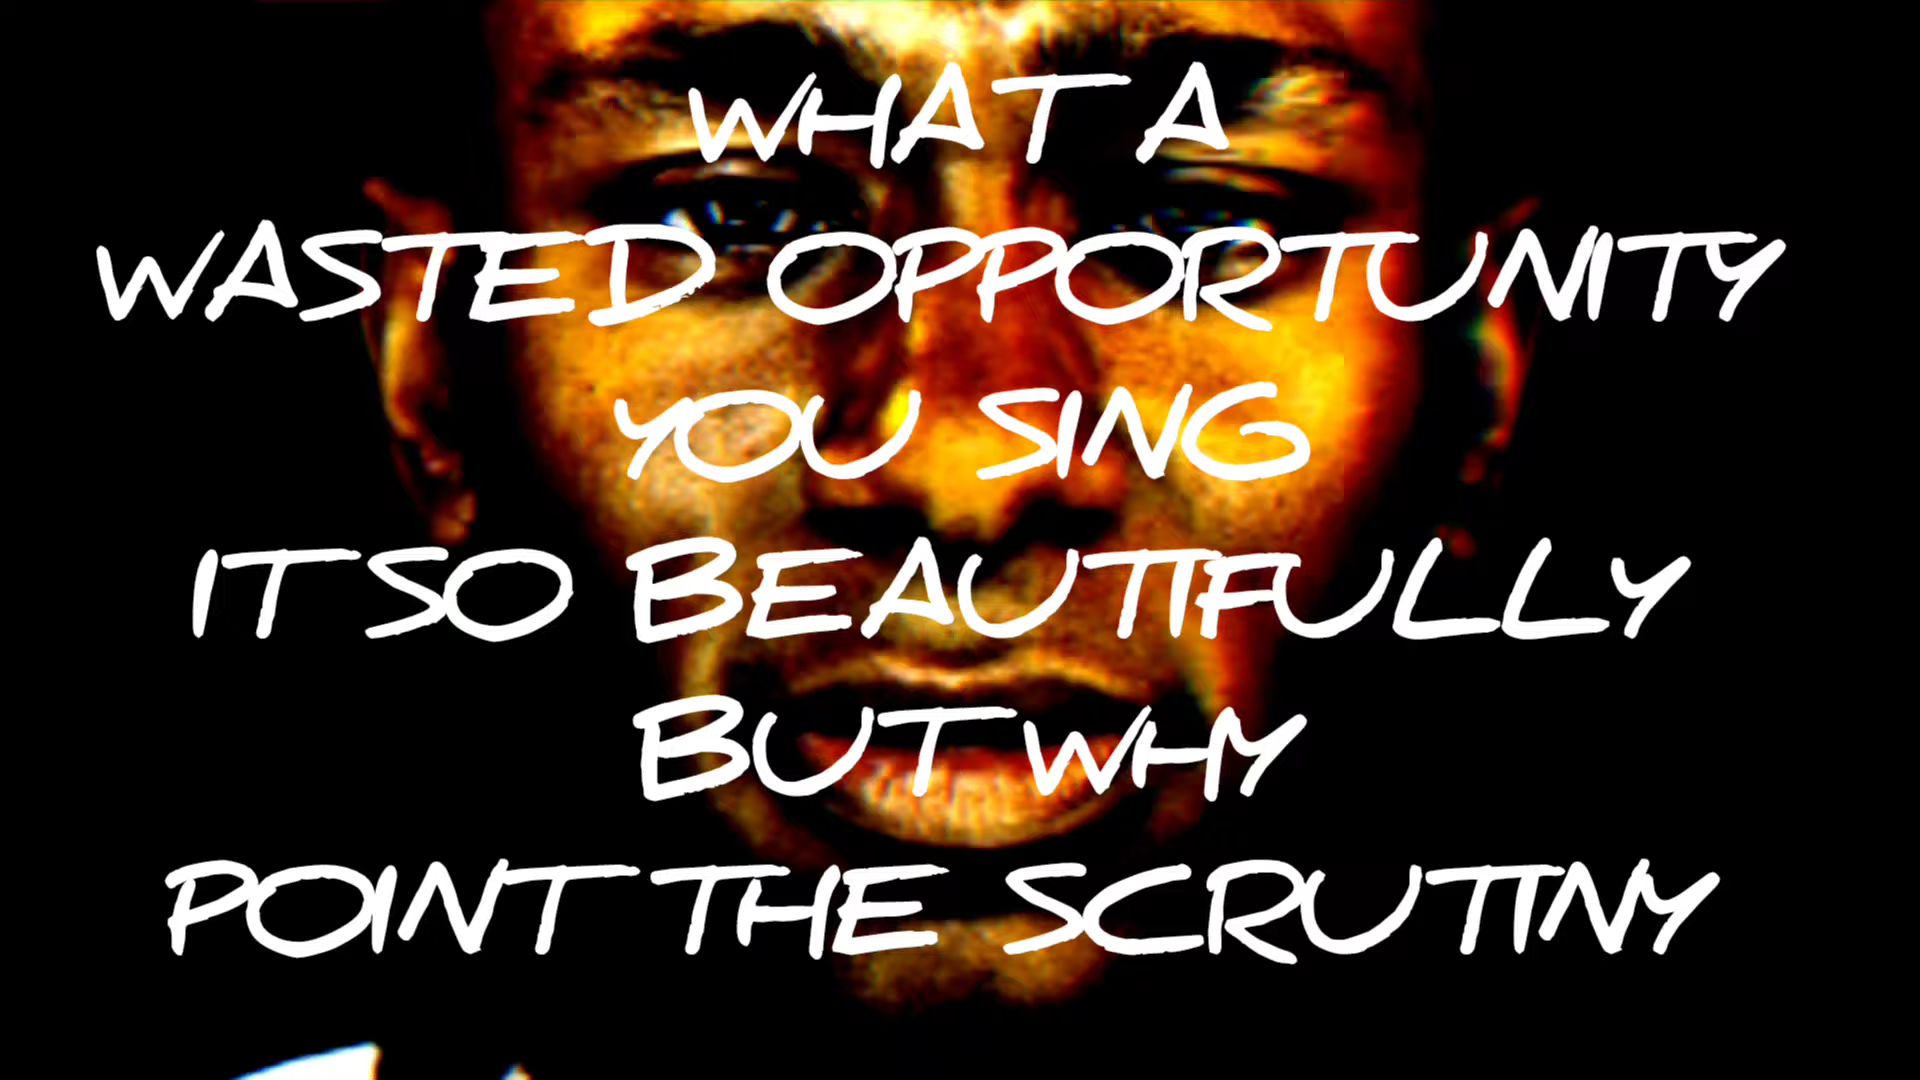 WHAT A
WASTED OPPORTUNITY
YOU SING
IT SO BEAUTIFULLY
BUT WHY
POINT THE SCRUTINY